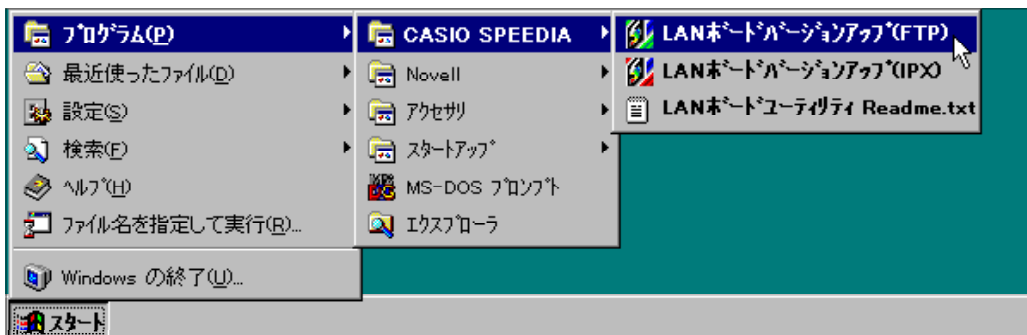 ﾌﾟﾛｸﾞﾗﾑ(P)
最近使ったﾌｧｲﾙ(D)
設定(S)
検索(F)
ﾍﾙﾌﾟ(H)
ﾌｧｲﾙ名を指定して実行(R)...
Windows の終了(U)...
スタート
CASIO SPEEDIA
Novell
ｱｸｾｻﾘ
ｽﾀｰﾄｱｯﾌﾟ
MS-DOS ﾌﾟﾛﾝﾌﾟﾄ
ｴｸｽﾌﾟﾛｰﾗ
LANﾎﾞｰﾄﾞﾊﾞｰｼﾞｮﾝｱｯﾌﾟ(FTP)
LANﾎﾞｰﾄﾞﾊﾞｰｼﾞｮﾝｱｯﾌﾟ(IPX)
LANﾎﾞｰﾄﾞﾕｰﾃｨﾘﾃｨ Readme.txt